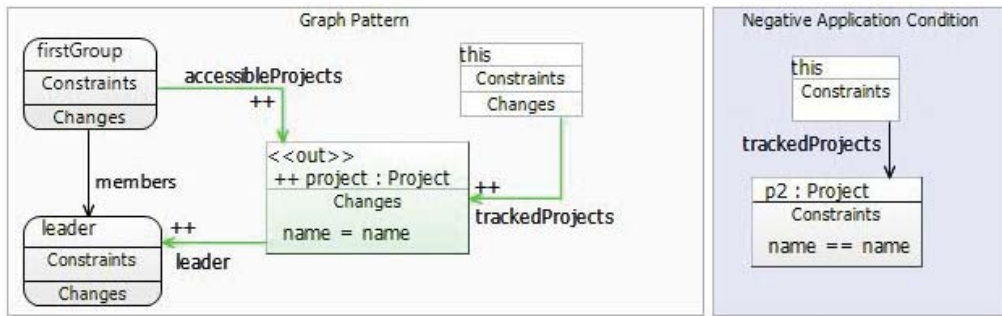 Graph Pattern
firstGroup
Constraints
Changes
accessibleProjects
++
this
Constraints
Changes
<<out>>
++ project : Project
Changes
name = name
++
trackedProjects
members
leader
Constraints
Changes
++
leader
Negative Application Condition
this
Constraints
trackedProjects
p2 : Project
Constraints
name == name